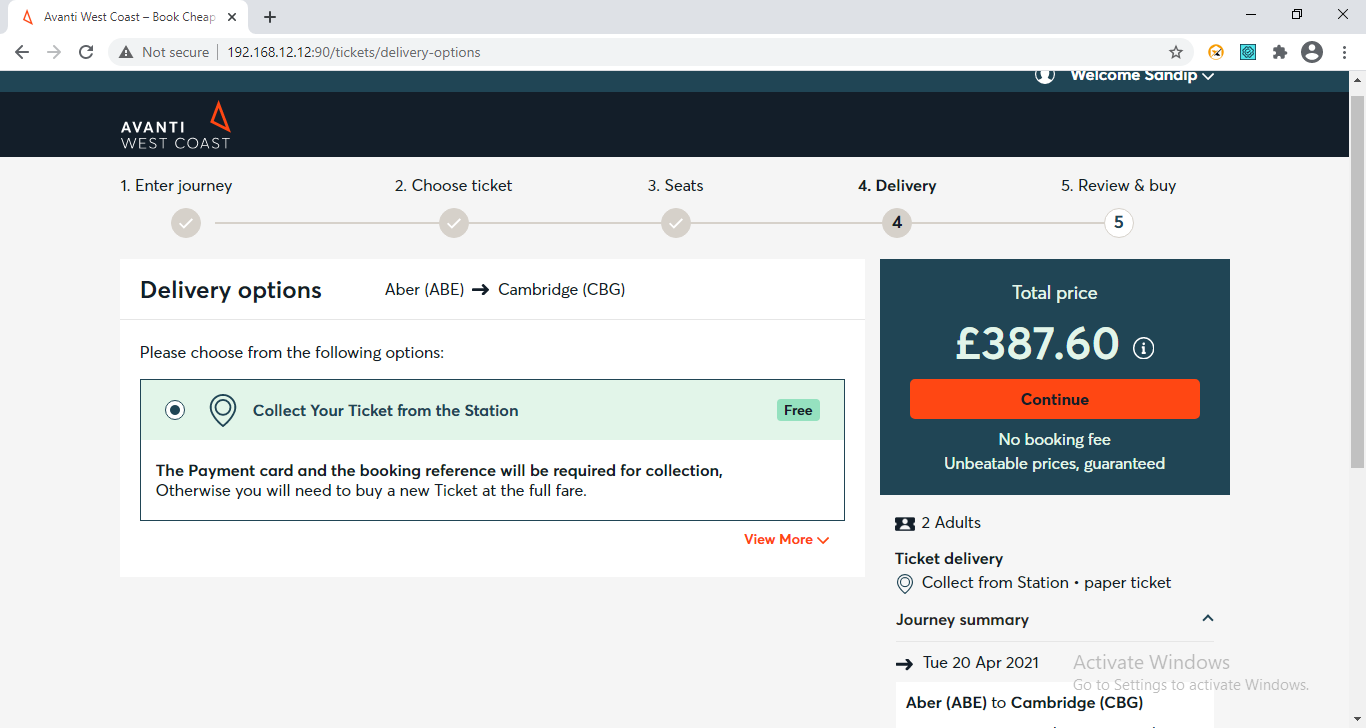 Avanti West Coast – Book Cheap
Not secure
192.168.12.12:90/tickets/delivery-options
Welcome Sandip
AVANTI
WEST COAST
1. Enter journey
2. Choose ticket
3. Seats
4. Delivery
5. Review & buy
4
5
Delivery options
Aber (ABE) → Cambridge (CBG)
Please choose from the following options:
Collect Your Ticket from the Station
Free
The Payment card and the booking reference will be required for collection,
Otherwise you will need to buy a new Ticket at the full fare.
View More
Total price
£387.60
Continue
No booking fee
Unbeatable prices, guaranteed
2 Adults
Ticket delivery
Collect from Station • paper ticket
Journey summary
→ Tue 20 Apr 2021
Aber (ABE) to Cambridge (CBG)
Activate Windows
Go to Settings to activate Windows.